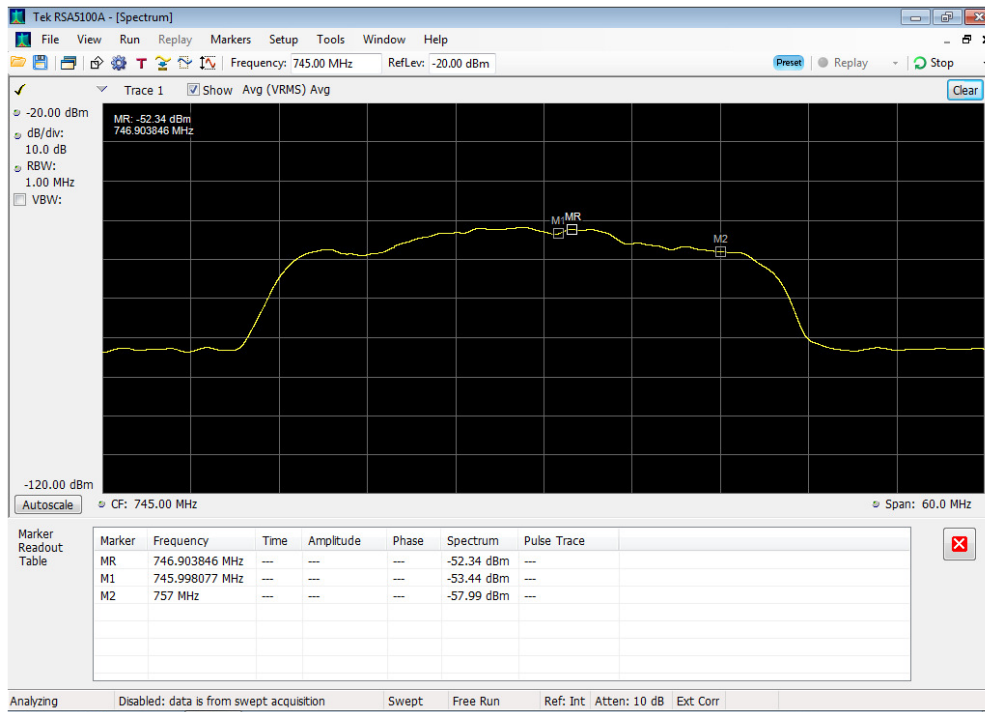 Tek RSA5100A - [Spectrum]
File View Run Replay Markers Setup Tools Window Help
T Frequency: 745.00 MHz RefLev: -20.00 dBm Preset Replay Stop
Trace 1 Show Avg (VRMS) Avg Clear
-20.00 dBm
dB/div:
10.0 dB
RBW:
1.00 MHz
VBW:
MR: -52.34 dBm
746.903846 MHz
M1 MR
M2
-120.00 dBm
Autoscale CF: 745.00 MHz Span: 60.0 MHz
Marker
Readout
Table
Marker Frequency Time Amplitude Phase Spectrum Pulse Trace
MR 746.903846 MHz --- --- --- -52.34 dBm ---
M1 745.998077 MHz --- --- --- -53.44 dBm ---
M2 757 MHz --- --- --- -57.99 dBm ---
Analyzing Disabled: data is from swept acquisition Swept Free Run Ref: Int Atten: 10 dB Ext Corr